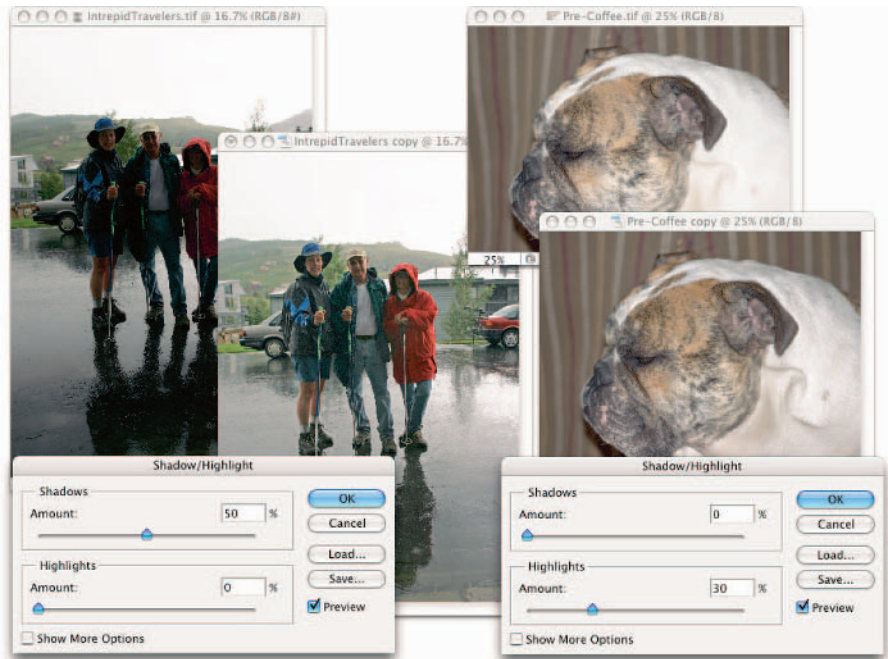 IntrepidTravelers.tif @ 16.7% (RGB/8#)
Pre-Coffee.tif @ 25% (RGB/8)
IntrepidTravelers copy @ 16.7%
25%
Pre-Coffee copy @ 25% (RGB/8)
Shadow/Highlight
Shadows
Amount: 50 %
Highlights
Amount: 0 %
Show More Options
OK
Cancel
Load...
Save...
Preview
Shadow/Highlight
Shadows
Amount: 0 %
Highlights
Amount: 30 %
Show More Options
OK
Cancel
Load...
Save...
Preview